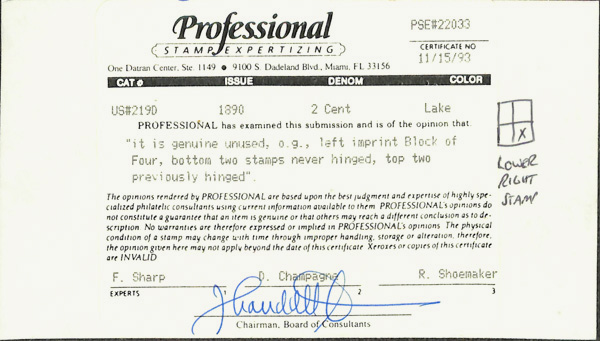 Professional
STAMP EXPERTIZING
PSE#22033
CERTIFICATE NO
11/15/93
One Datran Center, Ste. 1149 ● 9100 S. Dadeland Blvd., Miami, FL 33156
CAT# ISSUE DENOM COLOR
US#219D 1890 2 Cent Lake
PROFESSIONAL has examined this submission and is of the opinion that.
"it is genuine unused, o.g., left imprint Block of
Four, bottom two stamps never hinged, top two
previously hinged".
X
LOWER
RIGHT
STAMP
The opinions rendered by PROFESSIONAL are based upon the best judgment and expertise of highly spe-
cialized philatelic consultants using current information available to them PROFESSIONAL'S opinions do
not constitute a guarantee that an item is genuine or that others may reach a different conclusion as to de-
scription. No warranties are therefore expressed or implied in PROFESSIONAL'S opinions. The physical
condition of a stamp may change with time through improper handling, storage or alteration, therefore,
the opinion given here may not apply beyond the date of this certificate. Xeroxes or copies of this certificate
are INVALID
F. Sharp D. Champagne R. Shoemaker
EXPERTS 2 3
Chairman, Board of Consultants